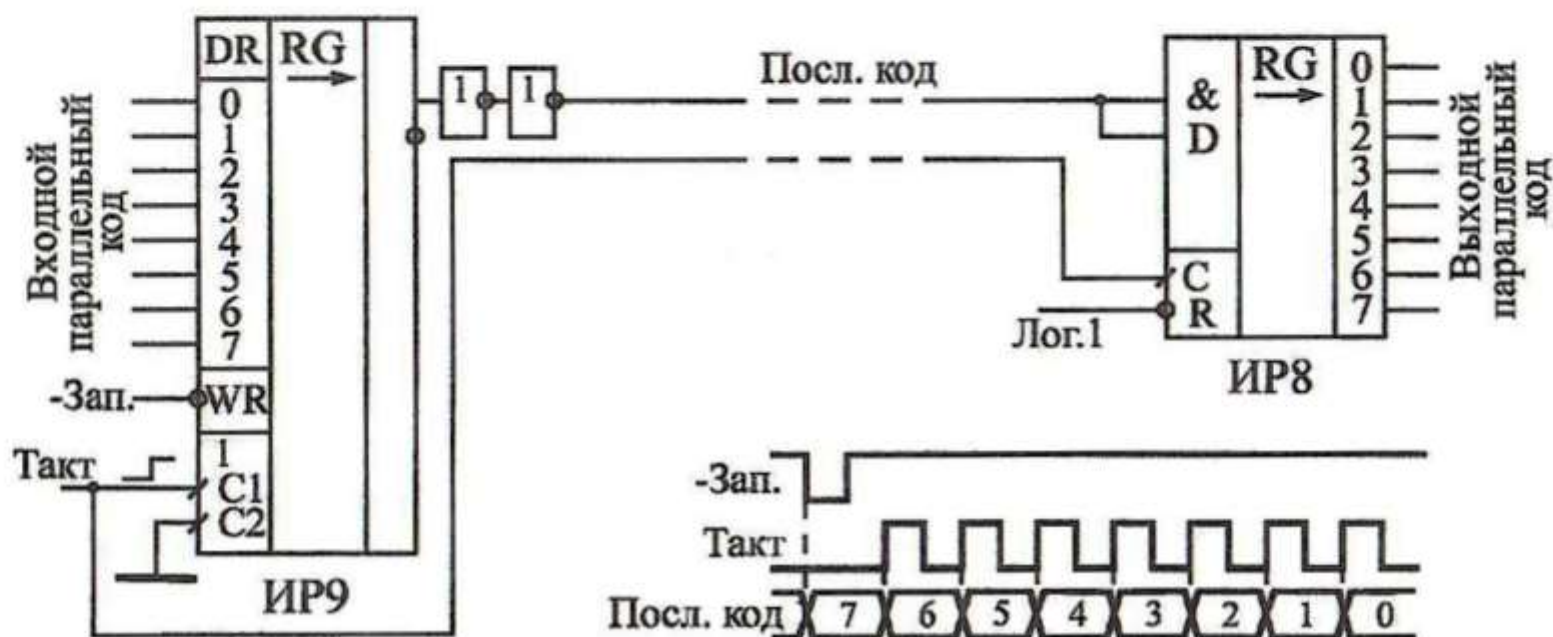 DR RG
0
1
2
3
4
5
6
7
WR
1
C1
C2
Входной
параллельный
код
-Зап.
Такт
ИР9
1 1
Посл. код
& RG
D
C
R
0
1
2
3
4
5
6
7
Лог.1
ИР8
Выходной
параллельный
код
-Зап.
Такт
Посл. код 7 6 5 4 3 2 1 0